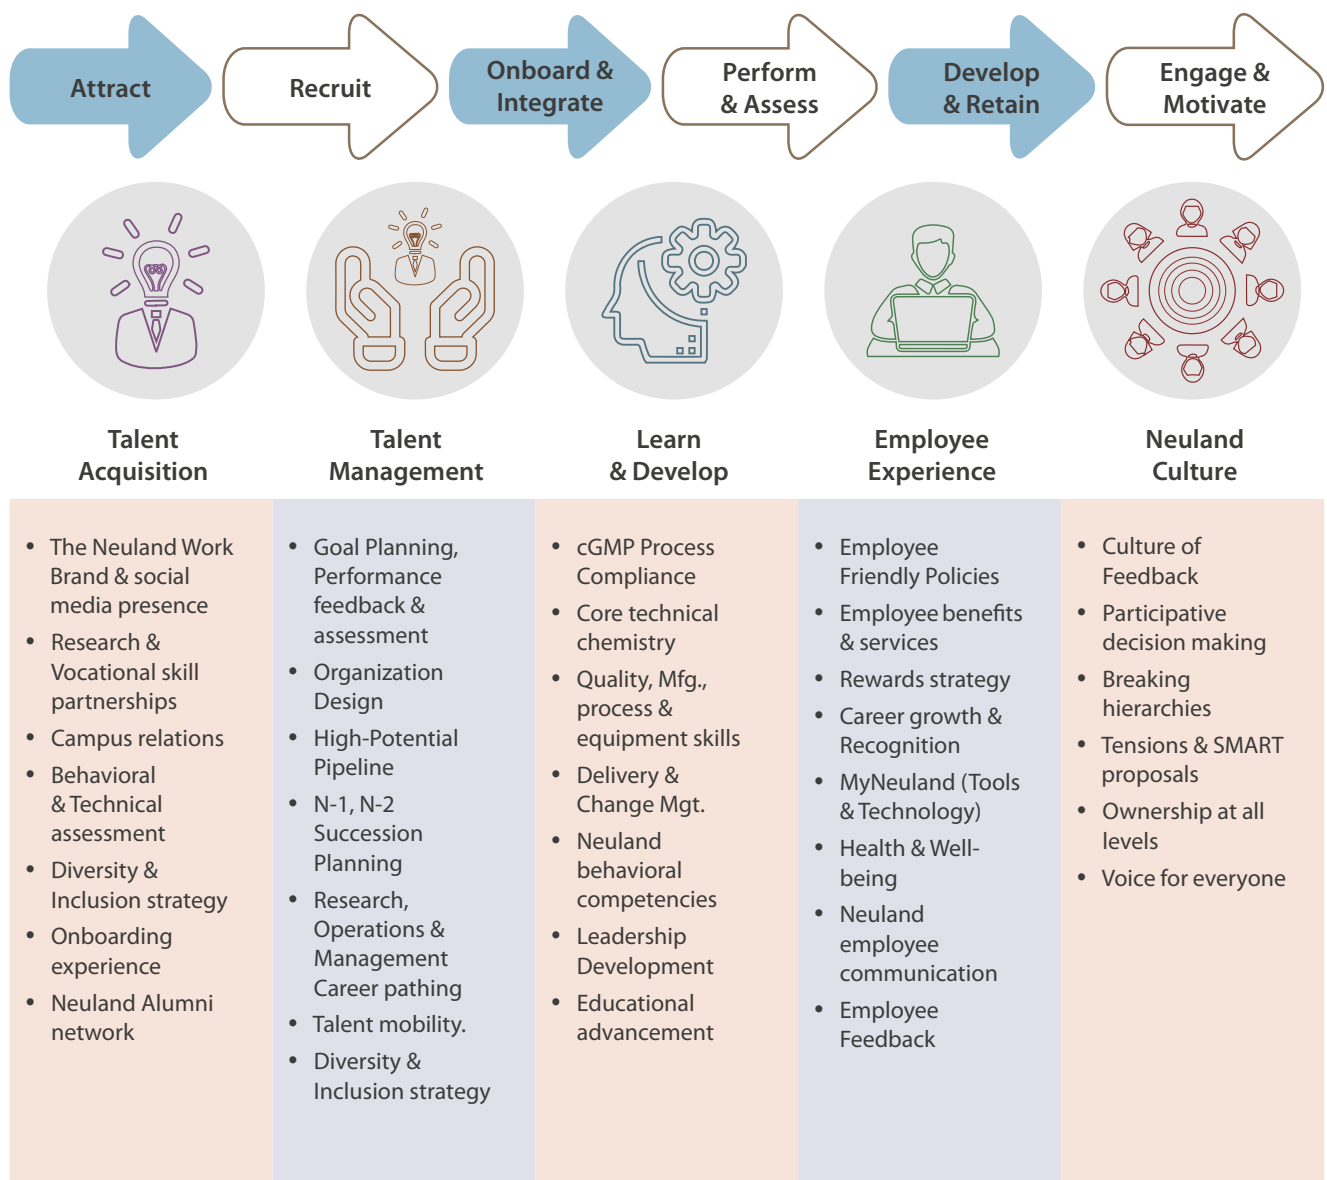 Attract
Recruit
Onboard &
Integrate
Perform
& Assess
Develop
& Retain
Engage &
Motivate
Talent
Acquisition
Talent
Management
Learn
& Develop
Employee
Experience
Neuland
Culture
• The Neuland Work
Brand & social
media presence
• Research &
Vocational skill
partnerships
• Campus relations
• Behavioral
& Technical
assessment
• Diversity &
Inclusion strategy
• Onboarding
experience
• Neuland Alumni
network
• Goal Planning,
Performance
feedback &
assessment
• Organization
Design
• High-Potential
Pipeline
• N-1, N-2
Succession
Planning
• Research,
Operations &
Management
Career pathing
• Talent mobility.
• Diversity &
Inclusion strategy
• cGMP Process
Compliance
• Core technical
chemistry
• Quality, Mfg.,
process &
equipment skills
• Delivery &
Change Mgt.
• Neuland
behavioral
competencies
• Leadership
Development
• Educational
advancement
• Employee
Friendly Policies
• Employee benefits
& services
• Rewards strategy
• Career growth &
Recognition
• MyNeuland (Tools
& Technology)
• Health & Well-
being
• Neuland
employee
communication
• Employee
Feedback
• Culture of
Feedback
• Participative
decision making
• Breaking
hierarchies
• Tensions & SMART
proposals
• Ownership at all
levels
• Voice for everyone